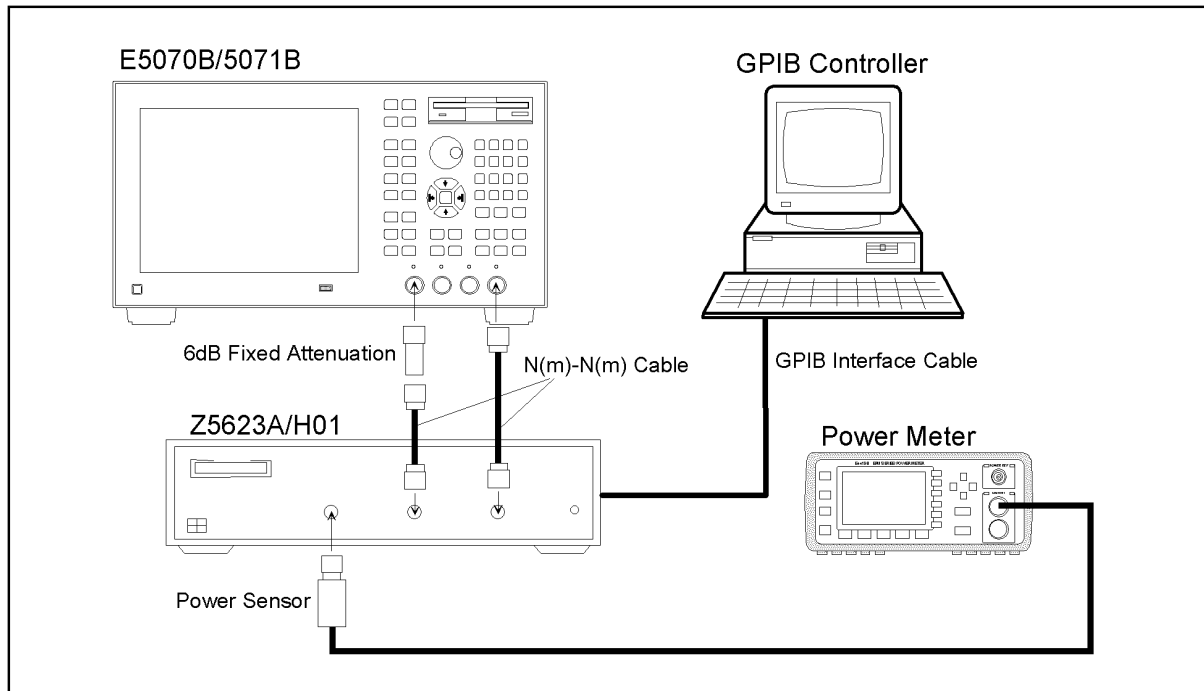 E5070B/5071B
GPIB Controller
6dB Fixed Attenuation
N(m)-N(m) Cable
GPIB Interface Cable
Z5623A/H01
Power Meter
Power Sensor